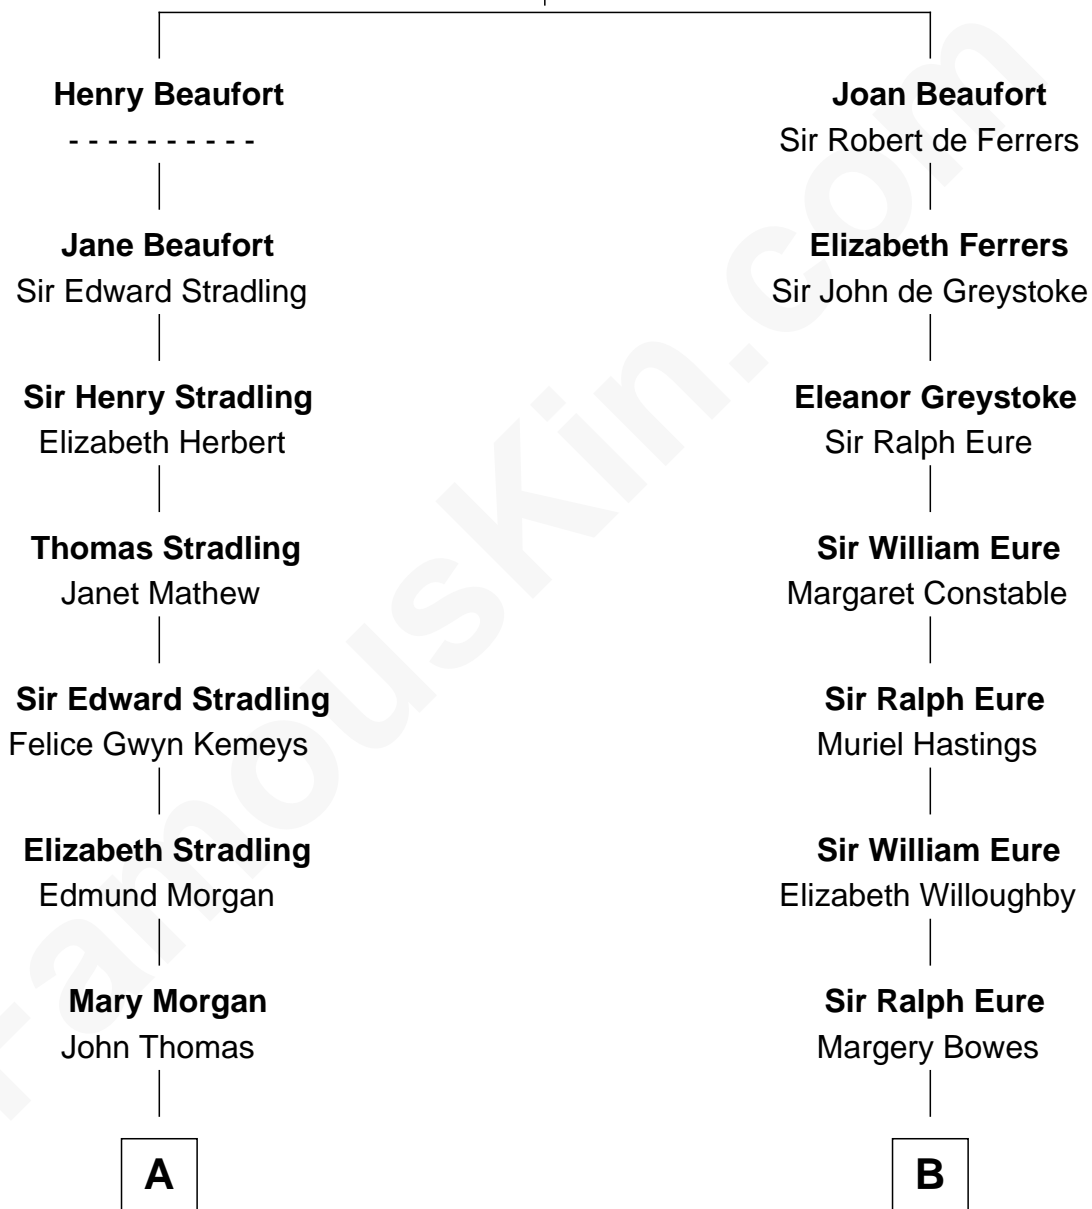 Henry Beaufort
- - - - - - - - - -
Jane Beaufort
Sir Edward Stradling
Sir Henry Stradling
Elizabeth Herbert
Thomas Stradling
Janet Mathew
Sir Edward Stradling
Felice Gwyn Kemeys
Elizabeth Stradling
Edmund Morgan
Mary Morgan
John Thomas
A
Joan Beaufort
Sir Robert de Ferrers
Elizabeth Ferrers
Sir John de Greystoke
Eleanor Greystoke
Sir Ralph Eure
Sir William Eure
Margaret Constable
Sir Ralph Eure
Muriel Hastings
Sir William Eure
Elizabeth Willoughby
Sir Ralph Eure
Margery Bowes
B
FamousKin.com